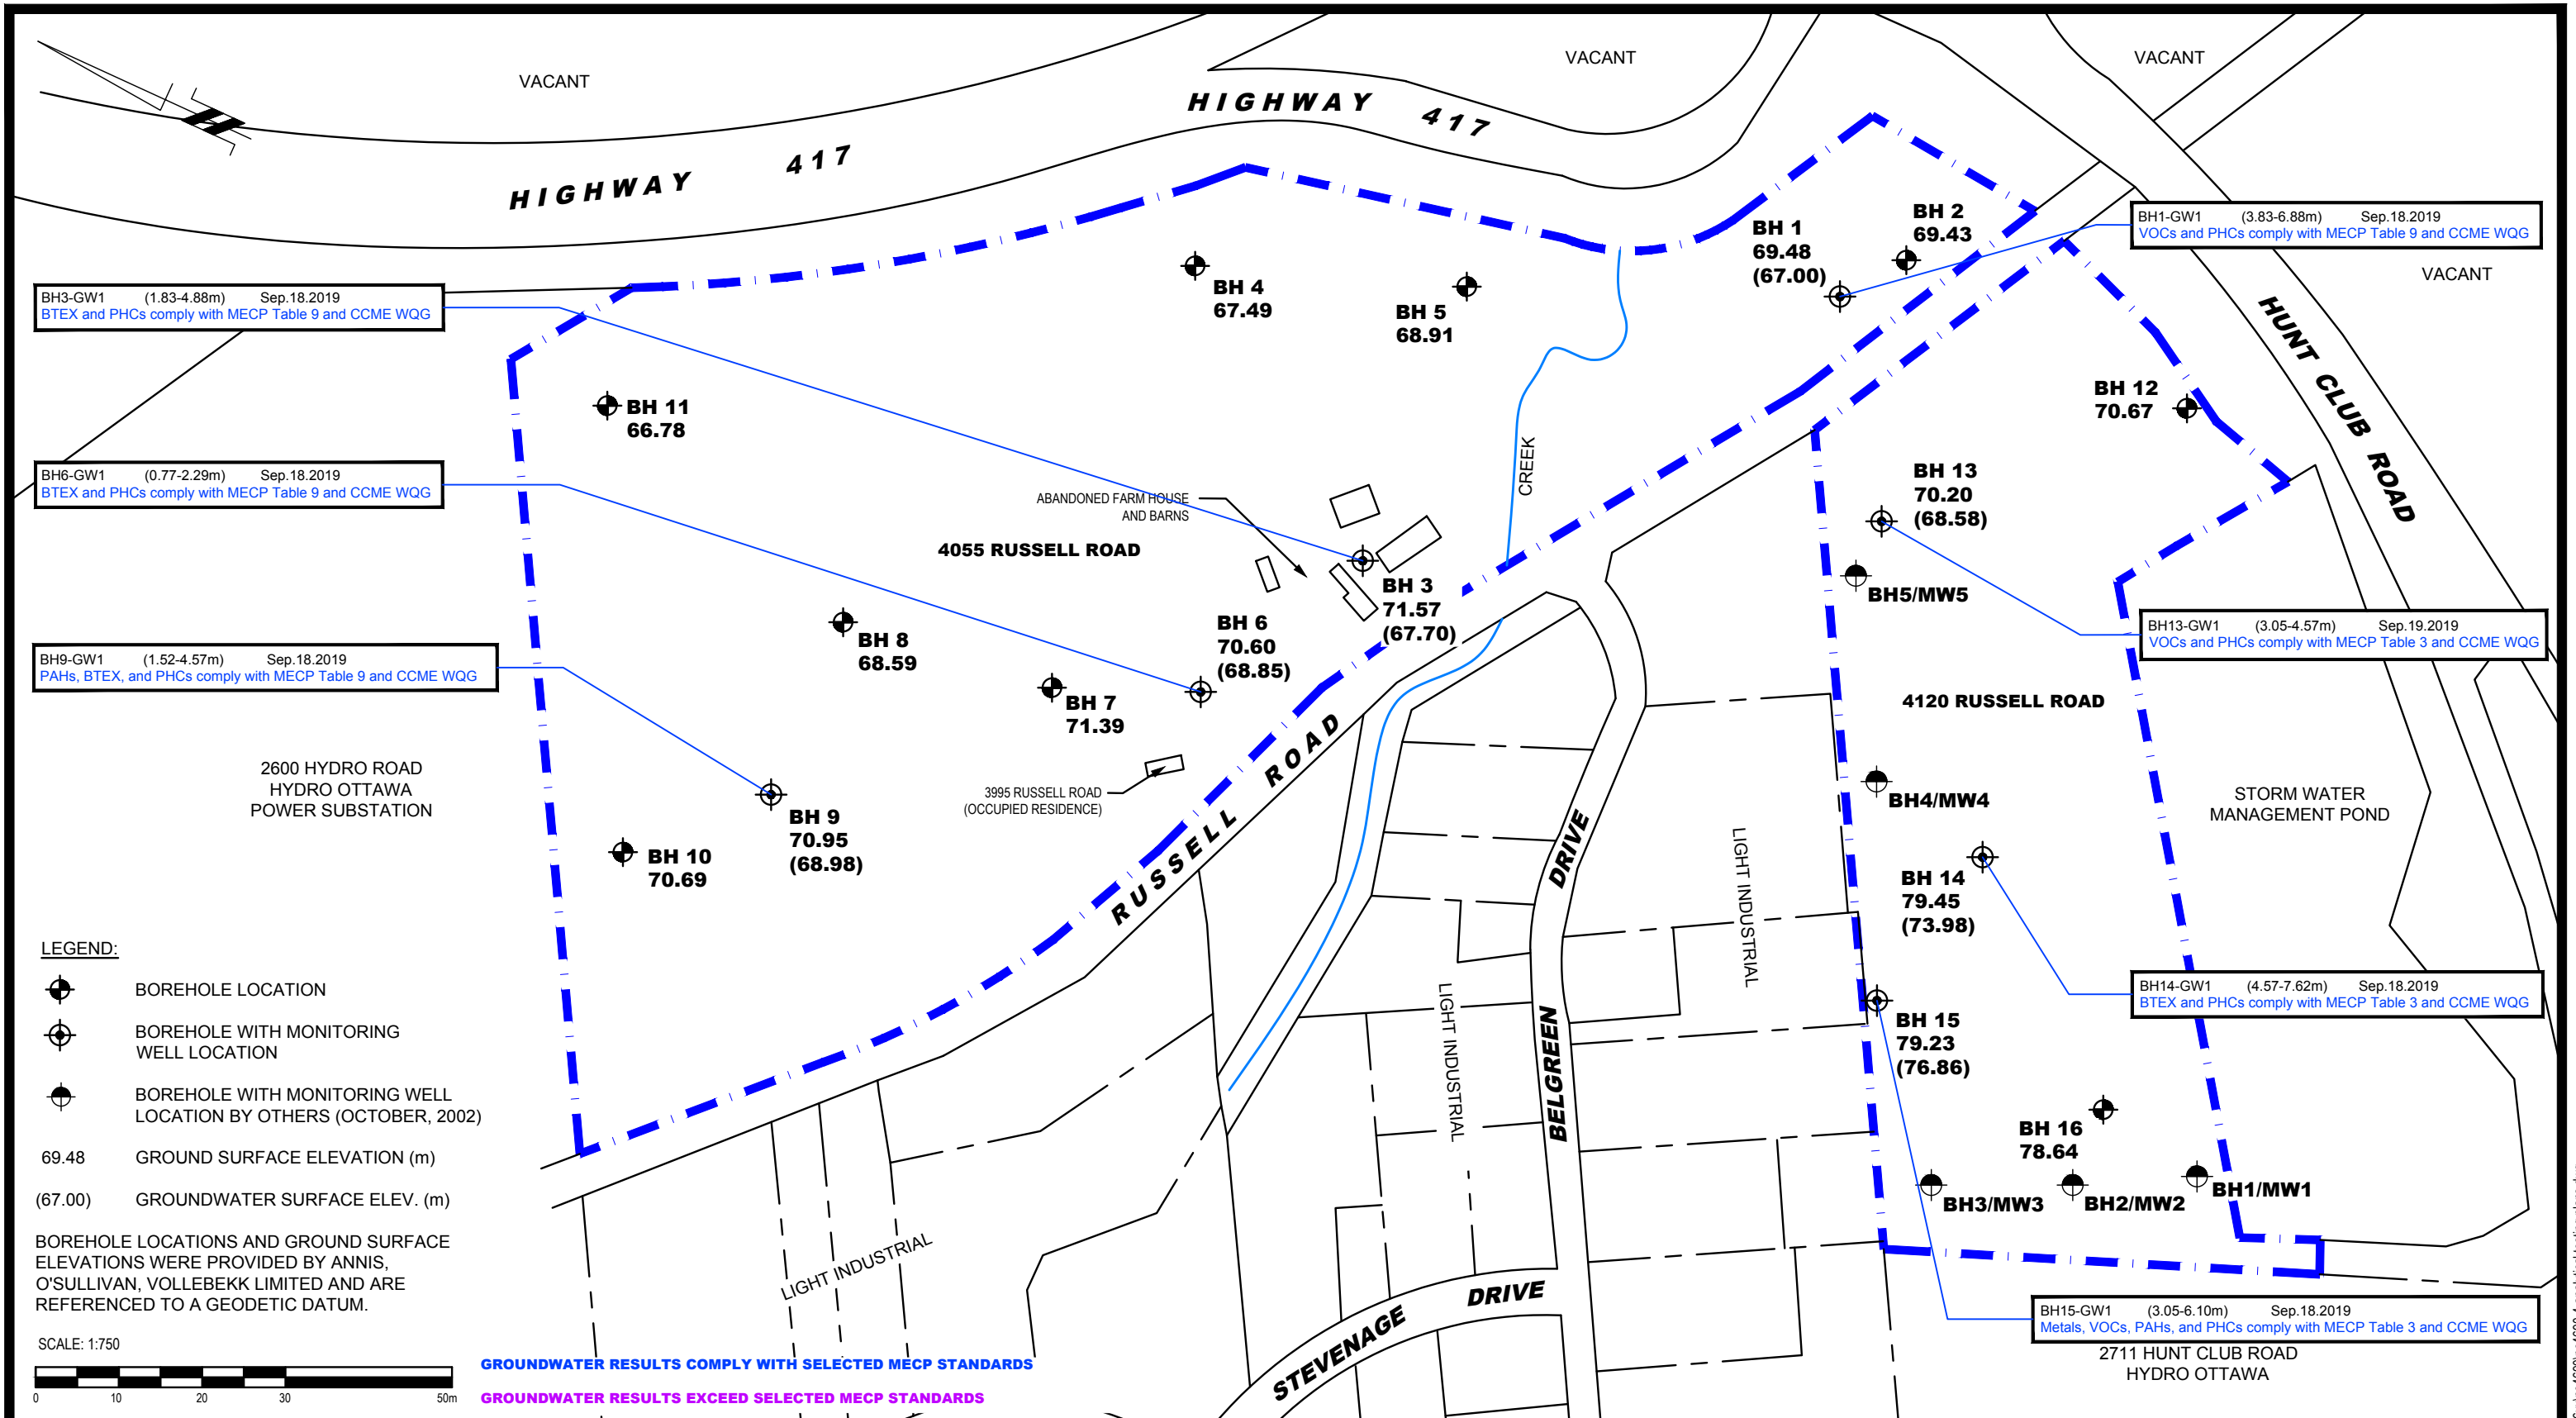 VACANT
VACANT
VACANT
HIGHWAY 417
HIGHWAY 417
BH 2
69.43
BH 1
69.48
(67.00)
BH1-GW1 (3.83-6.88m) Sep.18.2019
VOCs and PHCs comply with MECP Table 9 and CCME WQG
VACANT
BH3-GW1 (1.83-4.88m) Sep.18.2019
BTEX and PHCs comply with MECP Table 9 and CCME WQG
BH 4
67.49
BH 5
68.91
HUNT CLUB ROAD
BH 12
70.67
BH 11
66.78
CREEK
BH6-GW1 (0.77-2.29m) Sep.18.2019
BTEX and PHCs comply with MECP Table 9 and CCME WQG
ABANDONED FARM HOUSE
AND BARNS
BH 13
70.20
(68.58)
4055 RUSSELL ROAD
BH 3
71.57
(67.70)
BH5/MW5
BH 6
70.60
(68.85)
BH 8
68.59
BH13-GW1 (3.05-4.57m) Sep.19.2019
VOCs and PHCs comply with MECP Table 3 and CCME WQG
BH9-GW1 (1.52-4.57m) Sep.18.2019
PAHs, BTEX, and PHCs comply with MECP Table 9 and CCME WQG
BH 7
71.39
4120 RUSSELL ROAD
RUSSELL ROAD
2600 HYDRO ROAD
HYDRO OTTAWA
POWER SUBSTATION
3995 RUSSELL ROAD
(OCCUPIED RESIDENCE)
BH4/MW4
STORM WATER
MANAGEMENT POND
BH 9
70.95
(68.98)
BH 10
70.69
LIGHT INDUSTRIAL
BH 14
79.45
(73.98)
BELGREEN DRIVE
BH14-GW1 (4.57-7.62m) Sep.18.2019
BTEX and PHCs comply with MECP Table 3 and CCME WQG
LIGHT INDUSTRIAL
BH 15
79.23
(76.86)
BH 16
78.64
BH3/MW3
BH2/MW2
BH1/MW1
LIGHT INDUSTRIAL
STEVENAGE DRIVE
BH15-GW1 (3.05-6.10m) Sep.18.2019
Metals, VOCs, PAHs, and PHCs comply with MECP Table 3 and CCME WQG
2711 HUNT CLUB ROAD
HYDRO OTTAWA
LEGEND:
BOREHOLE LOCATION
BOREHOLE WITH MONITORING
WELL LOCATION
BOREHOLE WITH MONITORING WELL
LOCATION BY OTHERS (OCTOBER, 2002)
69.48 GROUND SURFACE ELEVATION (m)
(67.00) GROUNDWATER SURFACE ELEV. (m)
BOREHOLE LOCATIONS AND GROUND SURFACE
ELEVATIONS WERE PROVIDED BY ANNIS,
O'SULLIVAN, VOLLEBEKK LIMITED AND ARE
REFERENCED TO A GEODETIC DATUM.
SCALE: 1:750
0 10 20 30 50m
GROUNDWATER RESULTS COMPLY WITH SELECTED MECP STANDARDS
GROUNDWATER RESULTS EXCEED SELECTED MECP STANDARDS